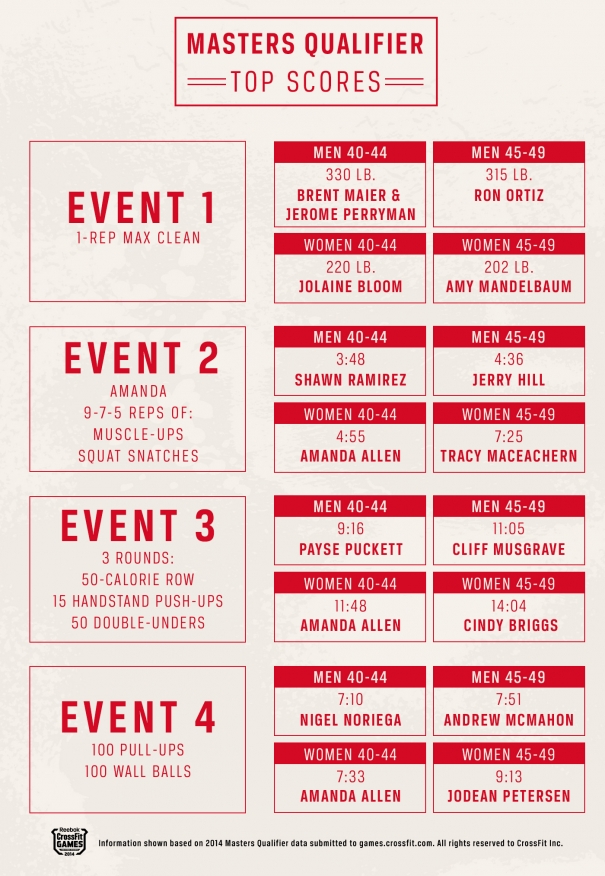 MASTERS QUALIFIER
TOP SCORES
EVENT 1
1-REP MAX CLEAN
MEN 40-44
330 LB.
BRENT MAIER &
JEROME PERRYMAN
MEN 45-49
315 LB.
RON ORTIZ
WOMEN 40-44
220 LB.
JOLAINE BLOOM
WOMEN 45-49
202 LB.
AMY MANDELBAUM
EVENT 2
AMANDA
9-7-5 REPS OF:
MUSCLE-UPS
SQUAT SNATCHES
MEN 40-44
3:48
SHAWN RAMIREZ
MEN 45-49
4:36
JERRY HILL
WOMEN 40-44
4:55
AMANDA ALLEN
WOMEN 45-49
7:25
TRACY MACEACHERN
EVENT 3
3 ROUNDS:
50-CALORIE ROW
15 HANDSTAND PUSH-UPS
50 DOUBLE-UNDERS
MEN 40-44
9:16
PAYSE PUCKETT
MEN 45-49
11:05
CLIFF MUSGRAVE
WOMEN 40-44
11:48
AMANDA ALLEN
WOMEN 45-49
14:04
CINDY BRIGGS
EVENT 4
100 PULL-UPS
100 WALL BALLS
MEN 40-44
7:10
NIGEL NORIEGA
MEN 45-49
7:51
ANDREW MCMAHON
WOMEN 40-44
7:33
AMANDA ALLEN
WOMEN 45-49
9:13
JODEAN PETERSEN
Reebok
CrossFit
GAMES
2014
Information shown based on 2014 Masters Qualifier data submitted to games.crossfit.com. All rights reserved to CrossFit Inc.